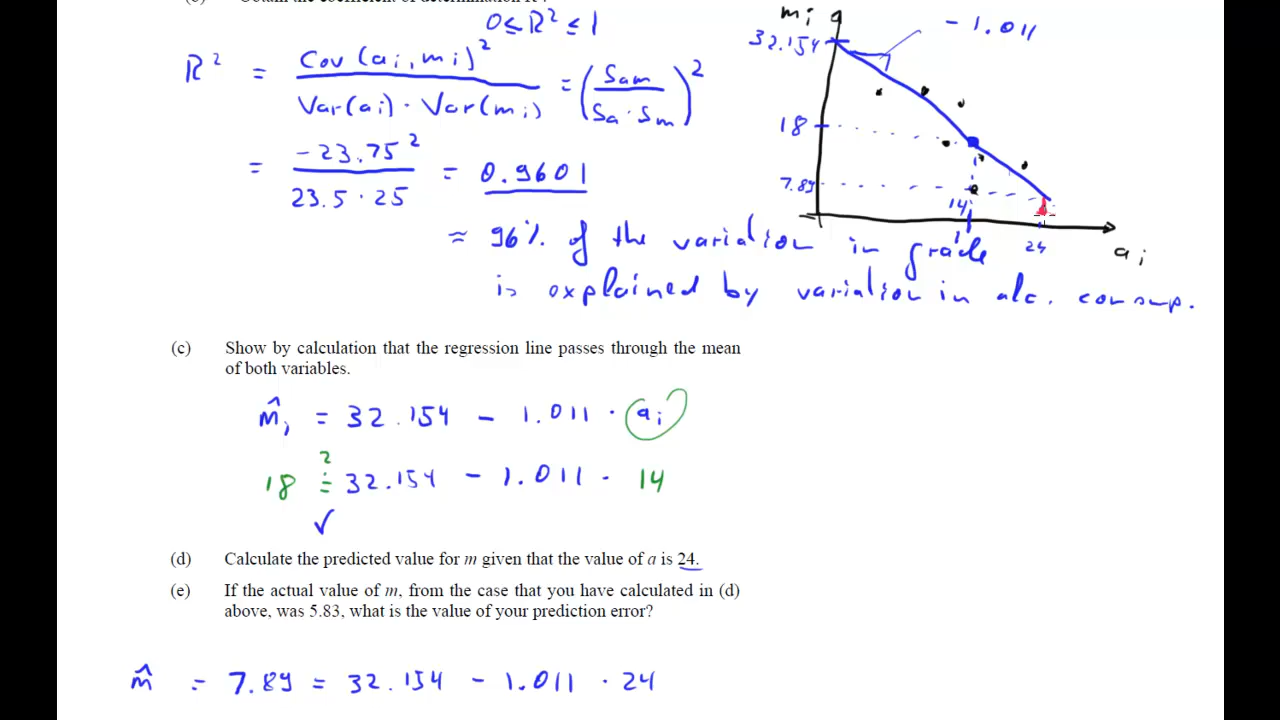 0 ≤ R² ≤ 1
R² = Cov(ai, mi)² / Var(ai) · Var(mi) = (Sam / Sa · Sm)²
= -23.75² / 23.5 · 25 = 0.9601
≈ 96% of the variation in grade
is explained by variation in alc. consump.
mi
32.154
- 1.011
18
7.89
14
24
ai
(c) Show by calculation that the regression line passes through the mean
of both variables.
m̂i = 32.154 - 1.011 · ai
18 ≟ 32.154 - 1.011 · 14
✓
(d) Calculate the predicted value for m given that the value of a is 24.
(e) If the actual value of m, from the case that you have calculated in (d)
above, was 5.83, what is the value of your prediction error?
m̂ = 7.89 = 32.154 - 1.011 · 24